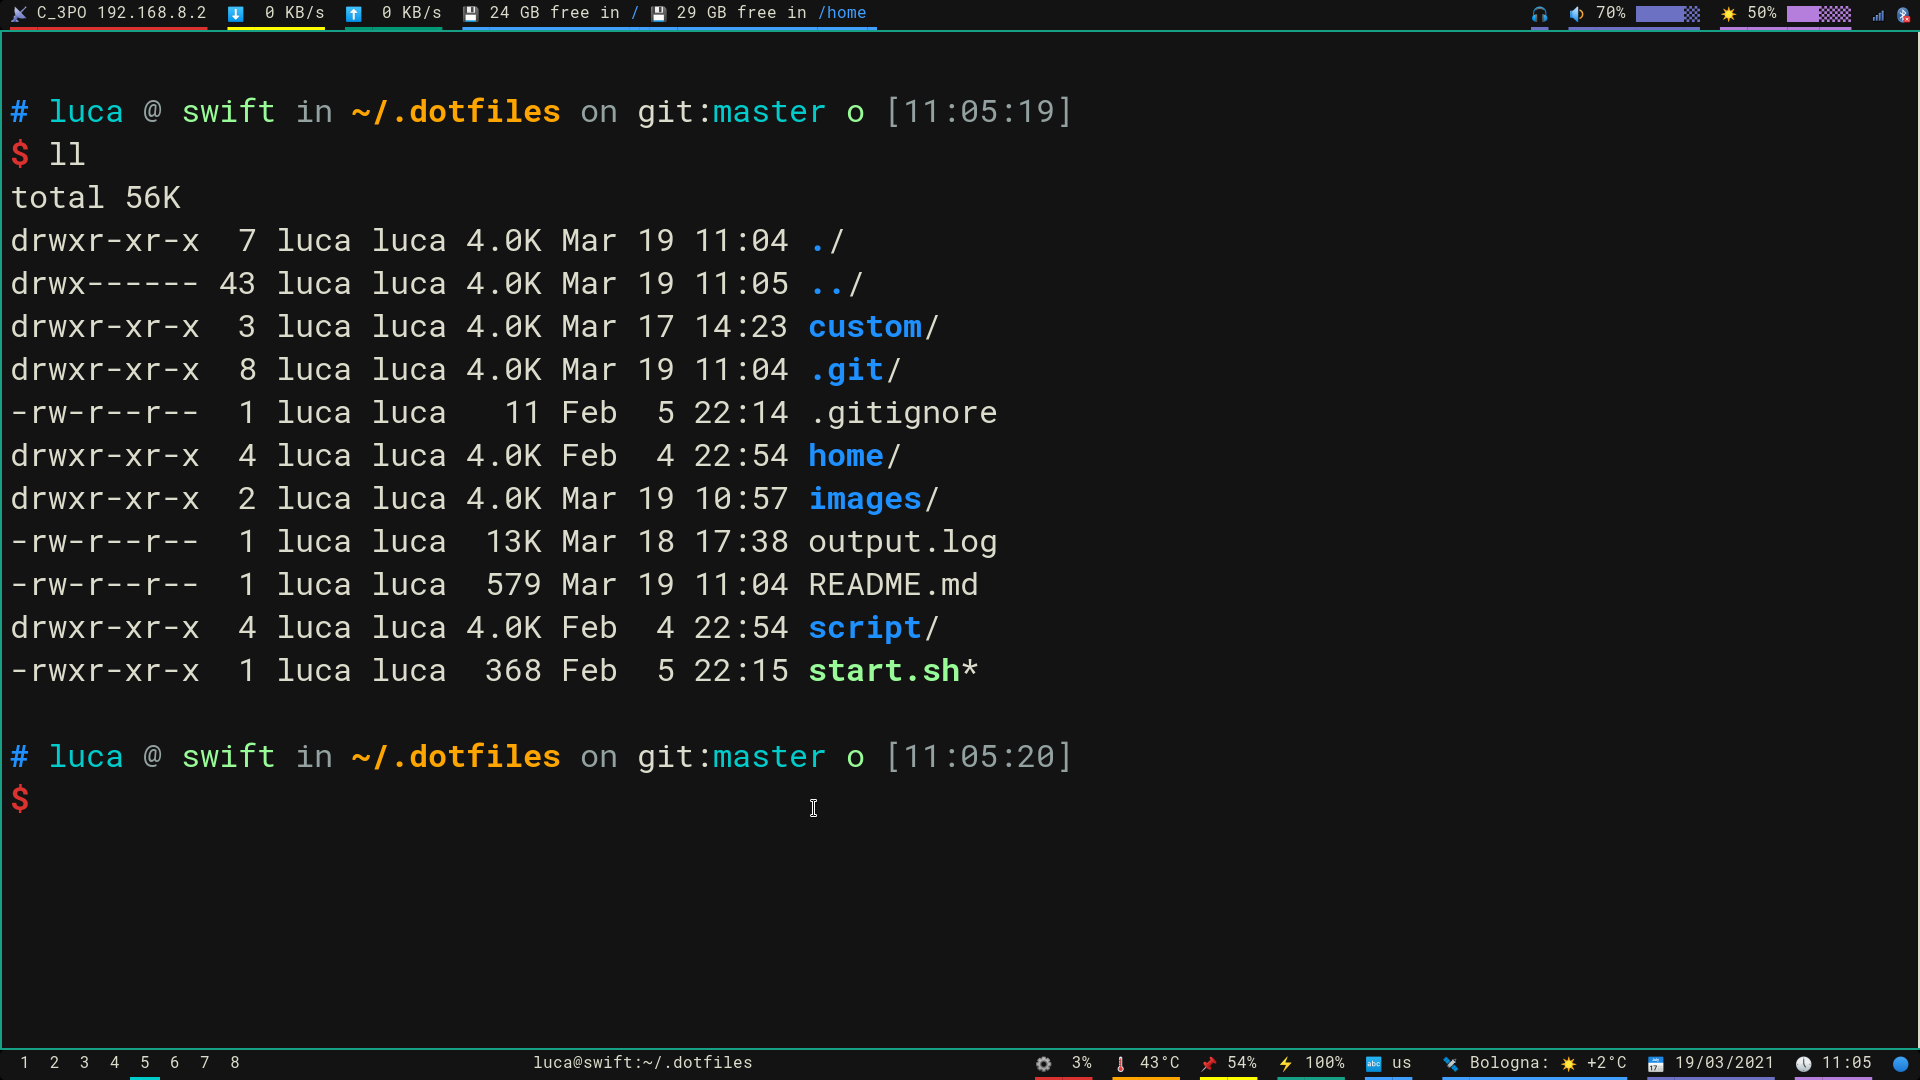 C_3PO 192.168.8.2 0 KB/s 0 KB/s 24 GB free in / 29 GB free in /home 70% 50%
# luca @ swift in ~/.dotfiles on git:master o [11:05:19]
$ ll
total 56K
drwxr-xr-x  7 luca luca 4.0K Mar 19 11:04 ./
drwx------ 43 luca luca 4.0K Mar 19 11:05 ../
drwxr-xr-x  3 luca luca 4.0K Mar 17 14:23 custom/
drwxr-xr-x  8 luca luca 4.0K Mar 19 11:04 .git/
-rw-r--r--  1 luca luca   11 Feb  5 22:14 .gitignore
drwxr-xr-x  4 luca luca 4.0K Feb  4 22:54 home/
drwxr-xr-x  2 luca luca 4.0K Mar 19 10:57 images/
-rw-r--r--  1 luca luca  13K Mar 18 17:38 output.log
-rw-r--r--  1 luca luca  579 Mar 19 11:04 README.md
drwxr-xr-x  4 luca luca 4.0K Feb  4 22:54 script/
-rwxr-xr-x  1 luca luca  368 Feb  5 22:15 start.sh*
# luca @ swift in ~/.dotfiles on git:master o [11:05:20]
$
1 2 3 4 5 6 7 8 luca@swift:~/.dotfiles 3% 43°C 54% 100% abc us Bologna: +2°C 17 19/03/2021 11:05